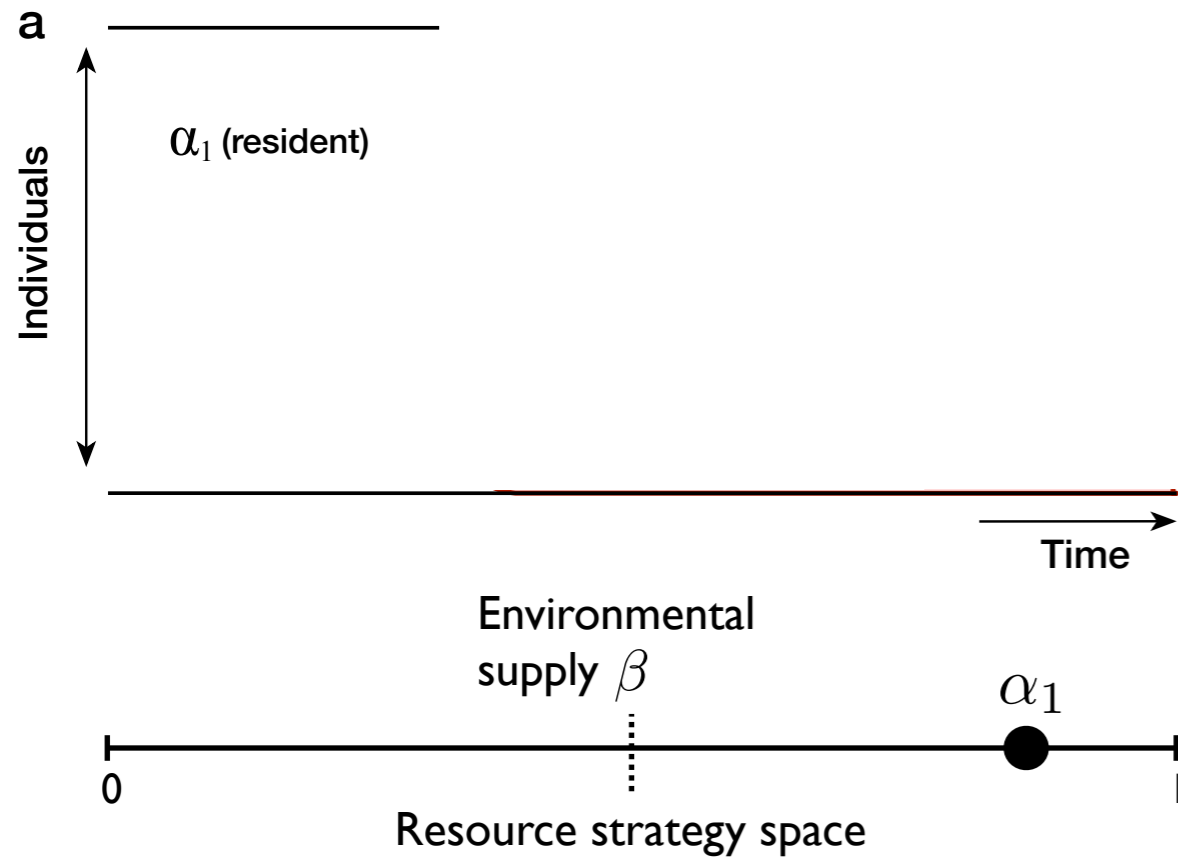 a
Individuals
α₁ (resident)
Time
Environmental
supply β
α₁
0
Resource strategy space